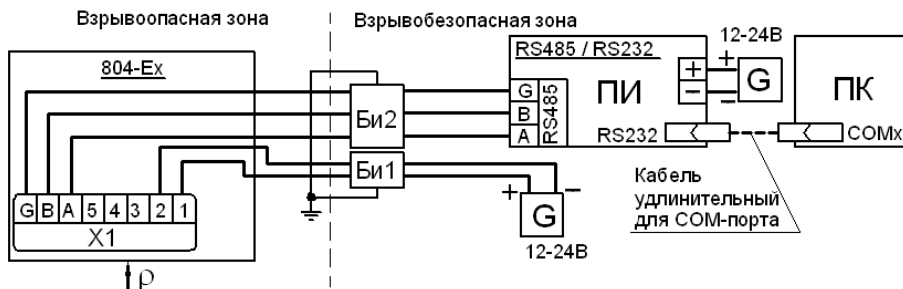 Взрывоопасная зона
Взрывобезопасная зона
804-Ex
RS485 / RS232
12-24В
+
–
G
ПИ
ПК
G
B
A
RS485
+
–
RS232
COMx
Би2
Би1
G B A 5 4 3 2 1
X1
+
–
G
12-24В
Кабель
удлинительный
для COM-порта
ρ